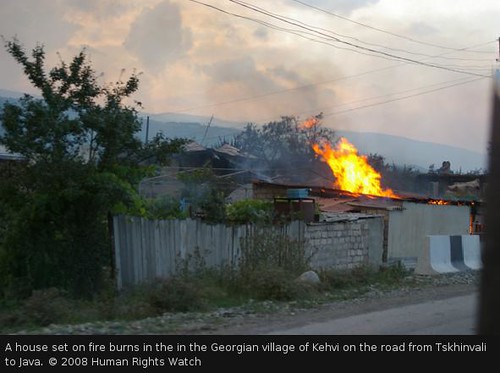 A house set on fire burns in the in the Georgian village of Kehvi on the road from Tskhinvali
to Java. © 2008 Human Rights Watch